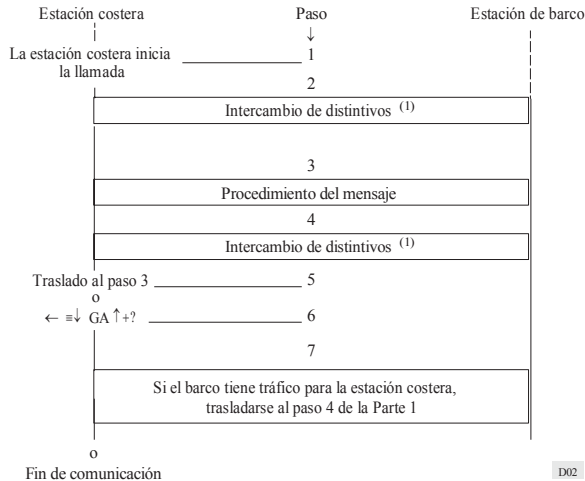 Estación costera Paso Estación de barco
↓
La estación costera inicia la llamada 1
2
Intercambio de distintivos (1)
3
Procedimiento del mensaje
4
Intercambio de distintivos (1)
Traslado al paso 3 5
o
← ≡↓ GA ↑+? 6
7
Si el barco tiene tráfico para la estación costera,
trasladarse al paso 4 de la Parte 1
o
Fin de comunicación
D02